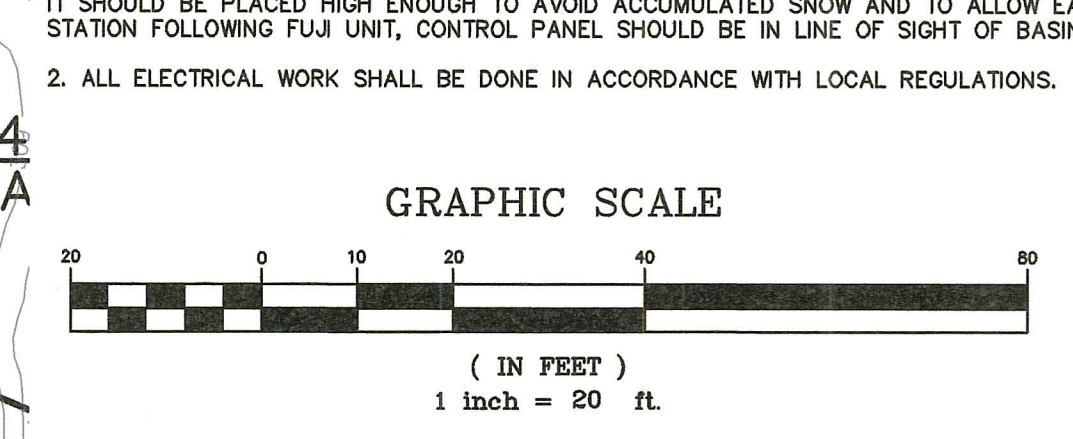 IT SHOULD BE PLACED HIGH ENOUGH TO AVOID ACCUMULATED SNOW AND TO ALLOW EA
STATION FOLLOWING FUJI UNIT, CONTROL PANEL SHOULD BE IN LINE OF SIGHT OF BASIN
2. ALL ELECTRICAL WORK SHALL BE DONE IN ACCORDANCE WITH LOCAL REGULATIONS.
4
A
GRAPHIC SCALE
20 0 10 20 40 80
( IN FEET )
1 inch = 20 ft.